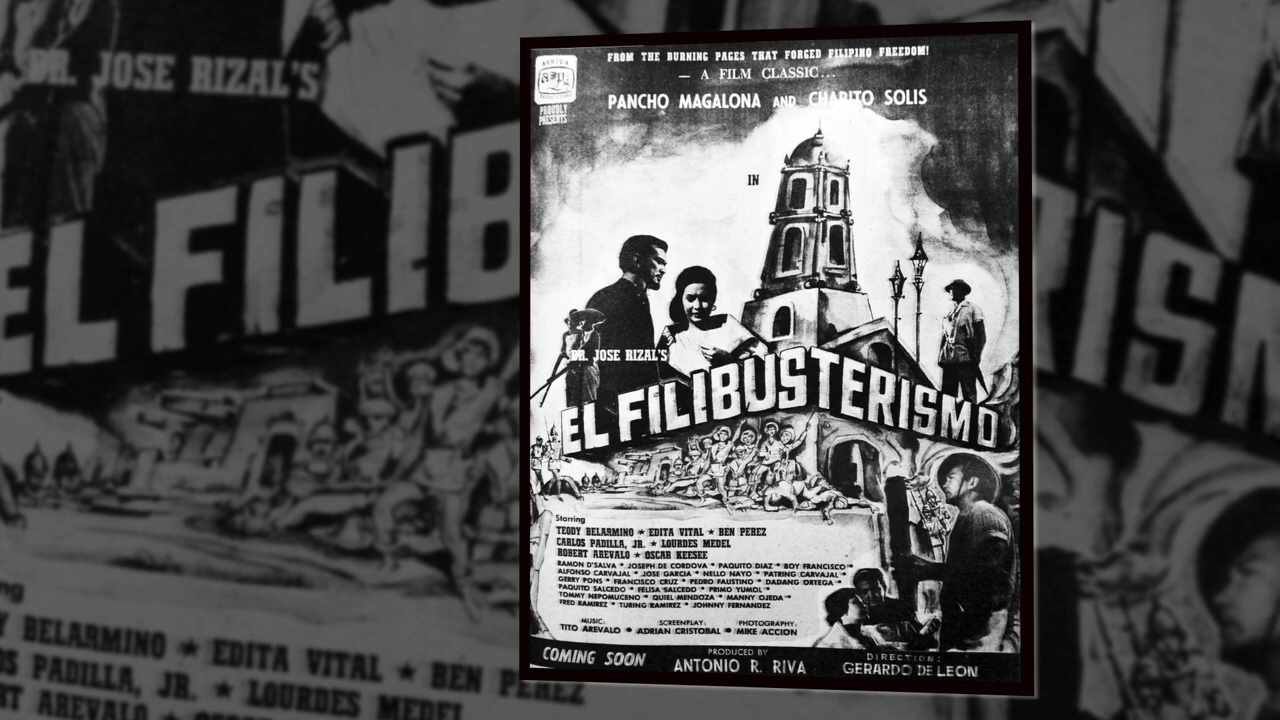 DR. JOSE RIZAL'S
EL FILIB
ISM
BELARMINO ★ EDITA VITAL ★ BEN PEREZ
PADILLA, JR. ★ LOURDES MEDEL
AREVALO
ARRIVA
PROUDLY
PRESENTS
FROM THE BURNING PAGES THAT FORGED FILIPINO FREEDOM!
— A FILM CLASSIC...
PANCHO MAGALONA AND CHARITO SOLIS
IN
DR. JOSE RIZAL'S
EL FILIBUSTERISMO
Starring
TEDDY BELARMINO ★ EDITA VITAL ★ BEN PEREZ
CARLOS PADILLA, JR. ★ LOURDES MEDEL
ROBERT AREVALO ★ OSCAR KEESEE
RAMON D'SALVA * JOSEPH DE CORDOVA * PAQUITO DIAZ * BOY FRANCISCO *
ALFONSO CARVAJAL * JOSE GARCIA * NELLO NAYO * PATRING CARVAJAL *
GERRY PONS * FRANCISCO CRUZ * PEDRO FAUSTINO * DADANG ORTEGA *
PAQUITO SALCEDO * FELISA SALCEDO * PRIMO YUMOL *
TOMMY NEPOMUCENO * QUIEL MENDOZA * MANNY OJEDA *
FRED RAMIREZ * TURING RAMIREZ * JOHNNY FERNANDEZ
MUSIC: SCREENPLAY: PHOTOGRAPHY:
TITO AREVALO * ADRIAN CRISTOBAL * MIKE ACCION
COMING SOON
PRODUCED BY
ANTONIO R. RIVA
DIRECTION:
GERARDO DE LEON